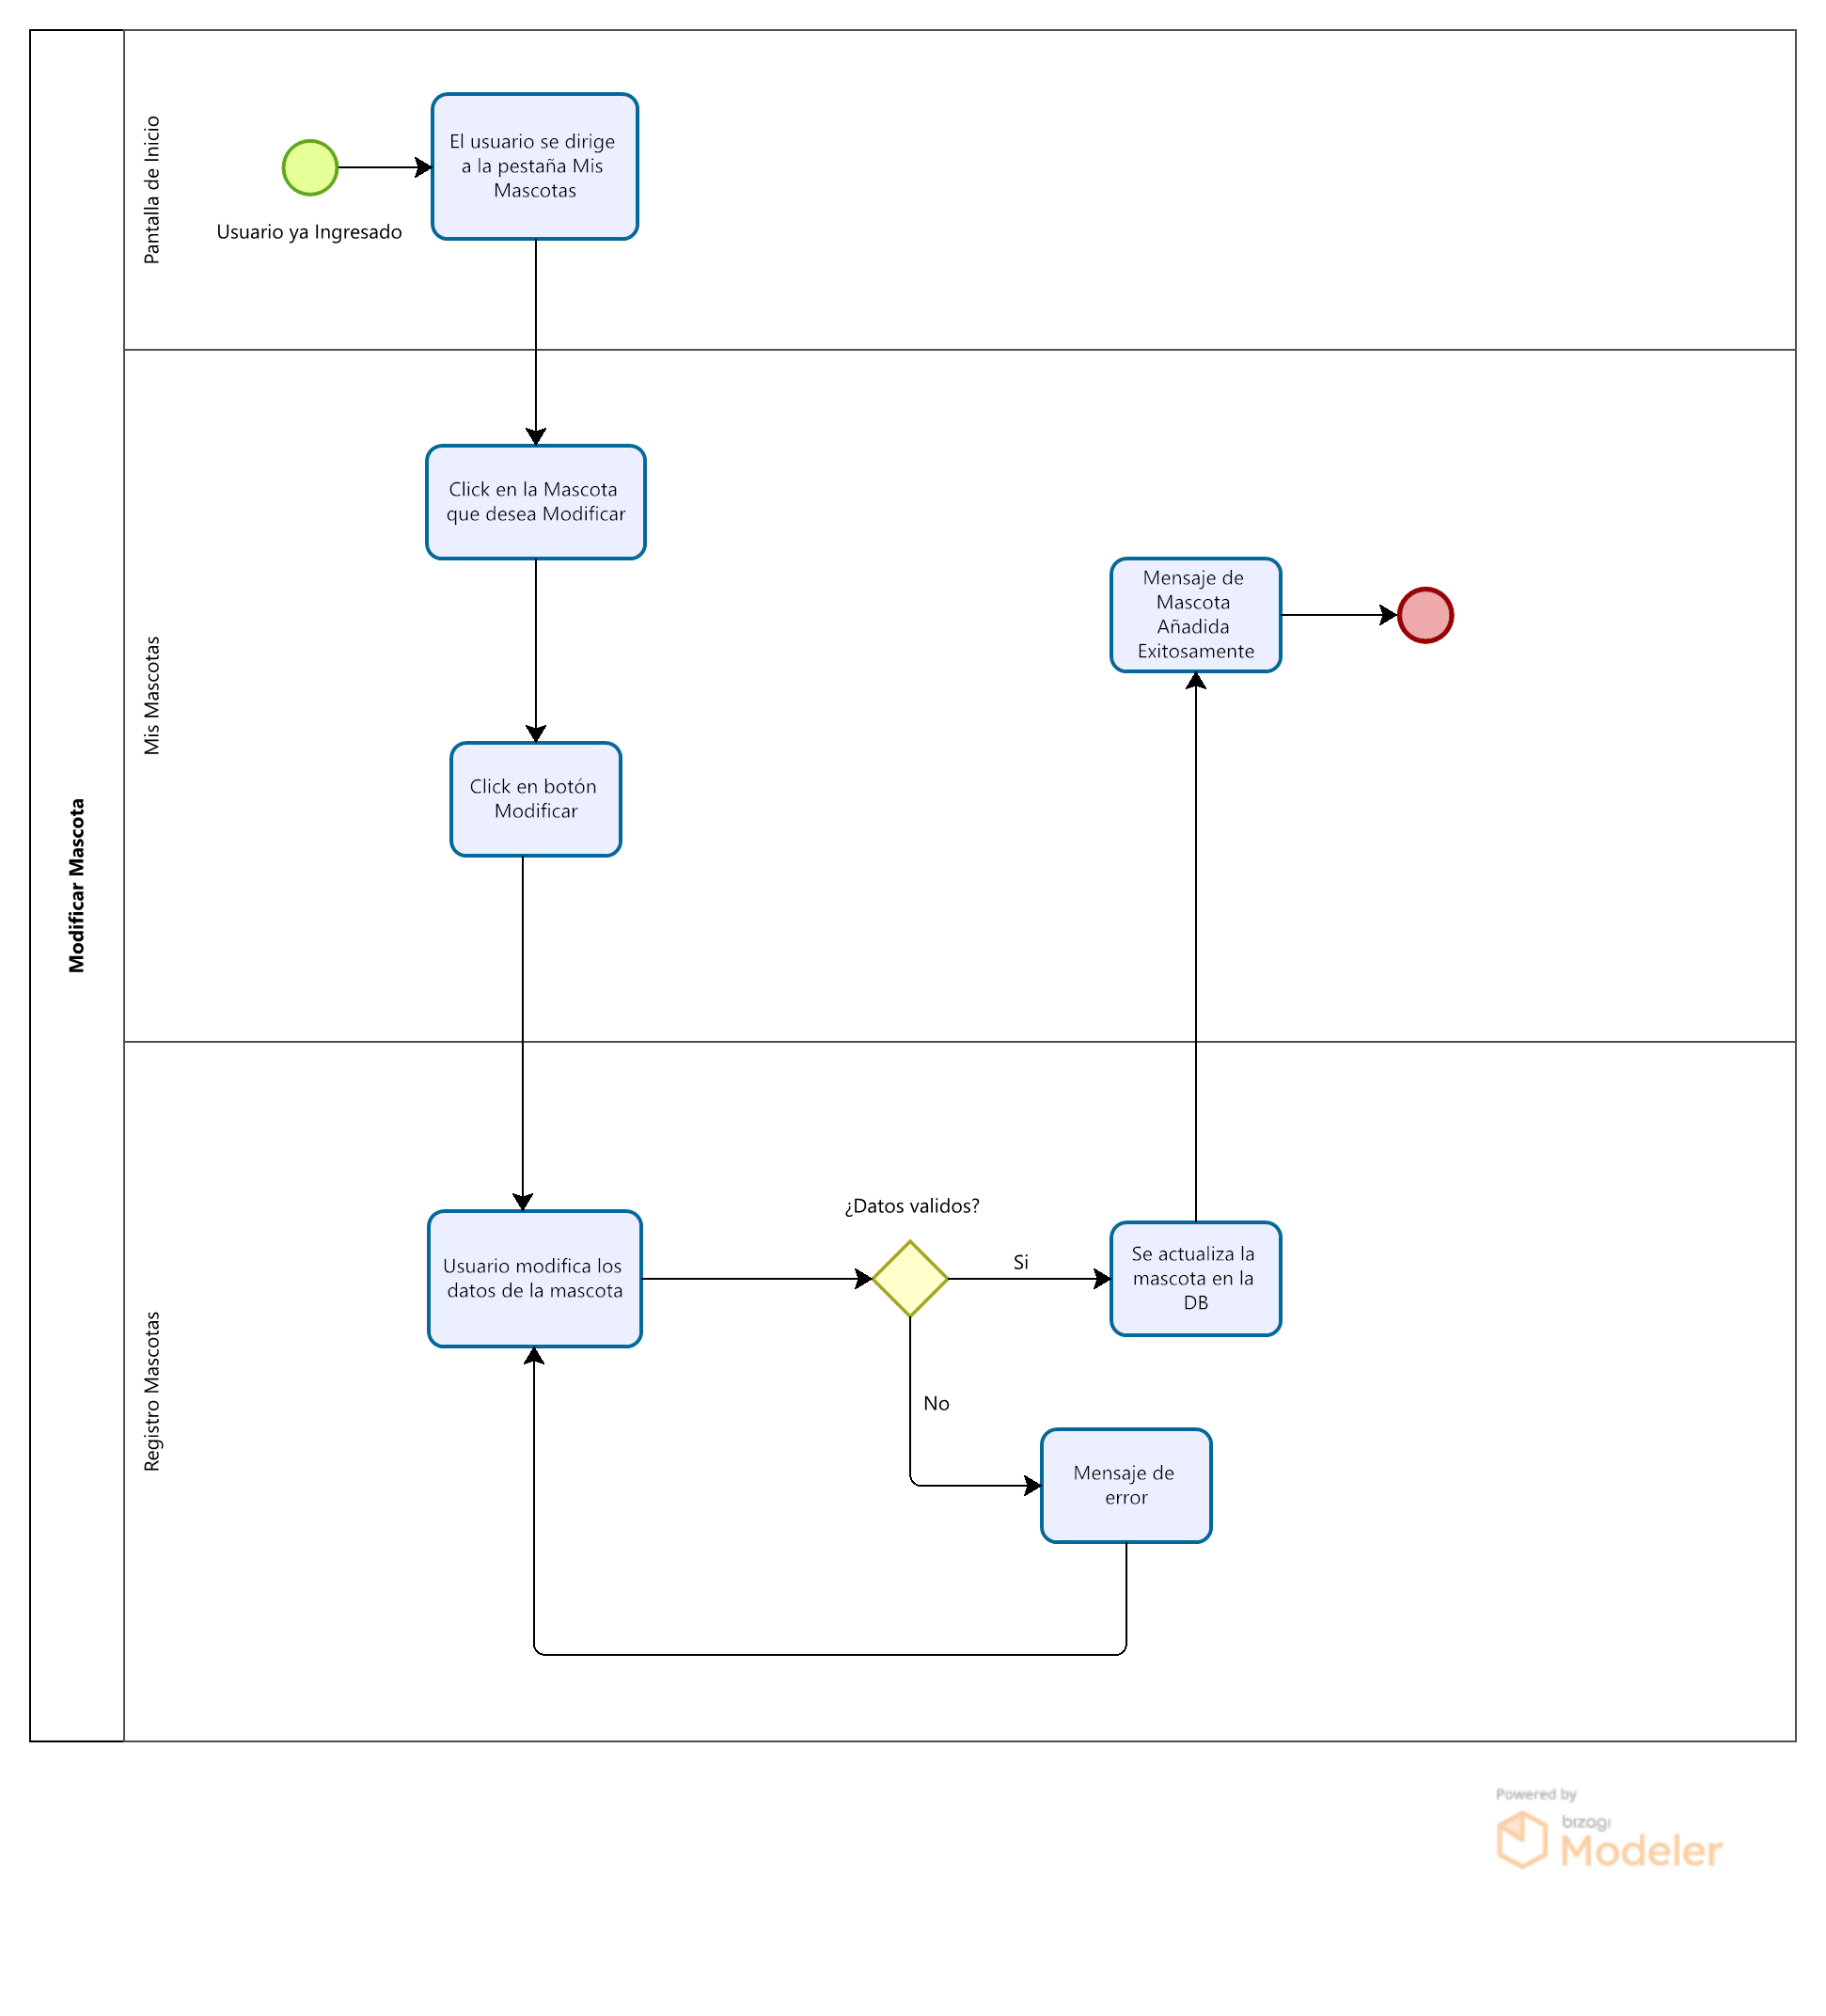 Modificar Mascota
Pantalla de Inicio
Usuario ya Ingresado
El usuario se dirige
a la pestaña Mis
Mascotas
Mis Mascotas
Click en la Mascota
que desea Modificar
Click en botón
Modificar
Mensaje de
Mascota
Añadida
Exitosamente
Registro Mascotas
Usuario modifica los
datos de la mascota
¿Datos validos?
Si
Se actualiza la
mascota en la
DB
No
Mensaje de
error
Powered by
bizagi
Modeler